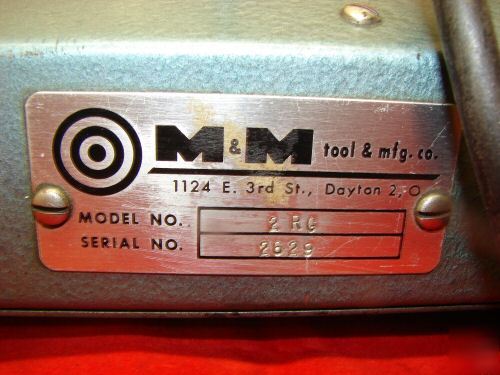 M & M tool & mfg. co.
1124 E. 3rd St., Dayton 2, O
MODEL NO. 2 RG
SERIAL NO. 2629